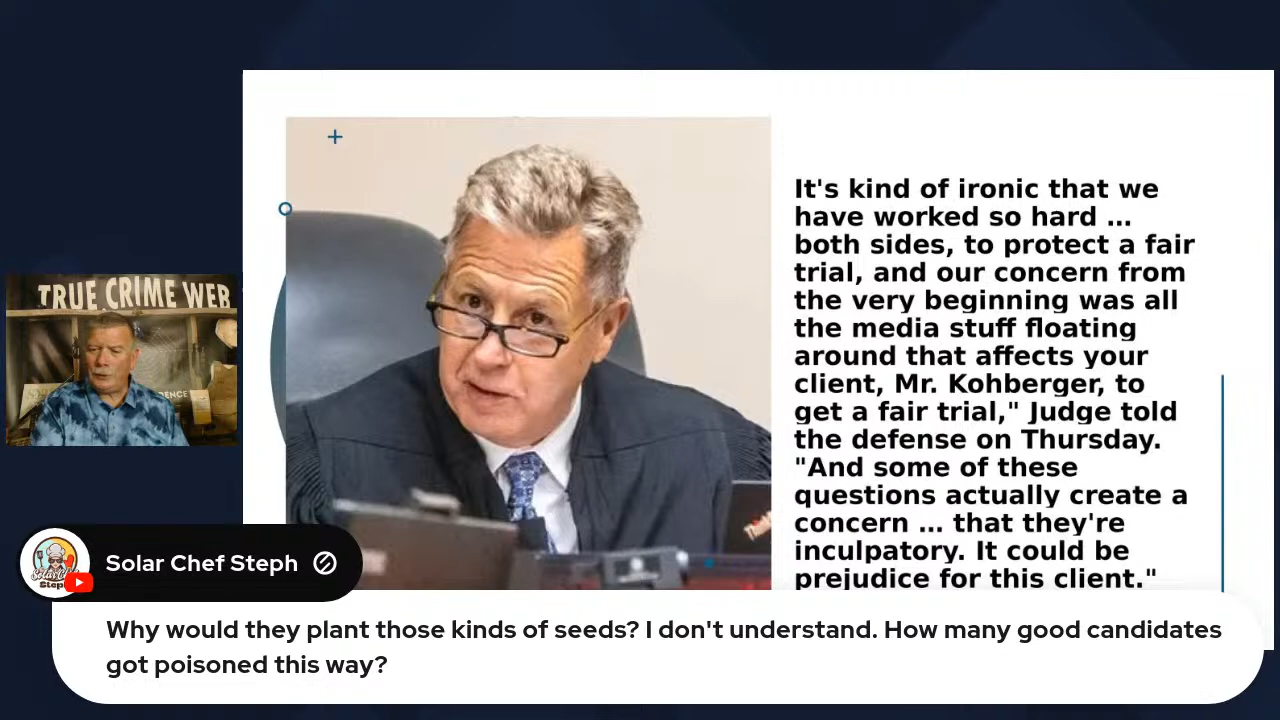 TRUE CRIME WEB
It's kind of ironic that we
have worked so hard ...
both sides, to protect a fair
trial, and our concern from
the very beginning was all
the media stuff floating
around that affects your
client, Mr. Kohberger, to
get a fair trial," Judge told
the defense on Thursday.
"And some of these
questions actually create a
concern ... that they're
inculpatory. It could be
prejudice for this client."
Solar Chef Steph
Why would they plant those kinds of seeds? I don't understand. How many good candidates
got poisoned this way?